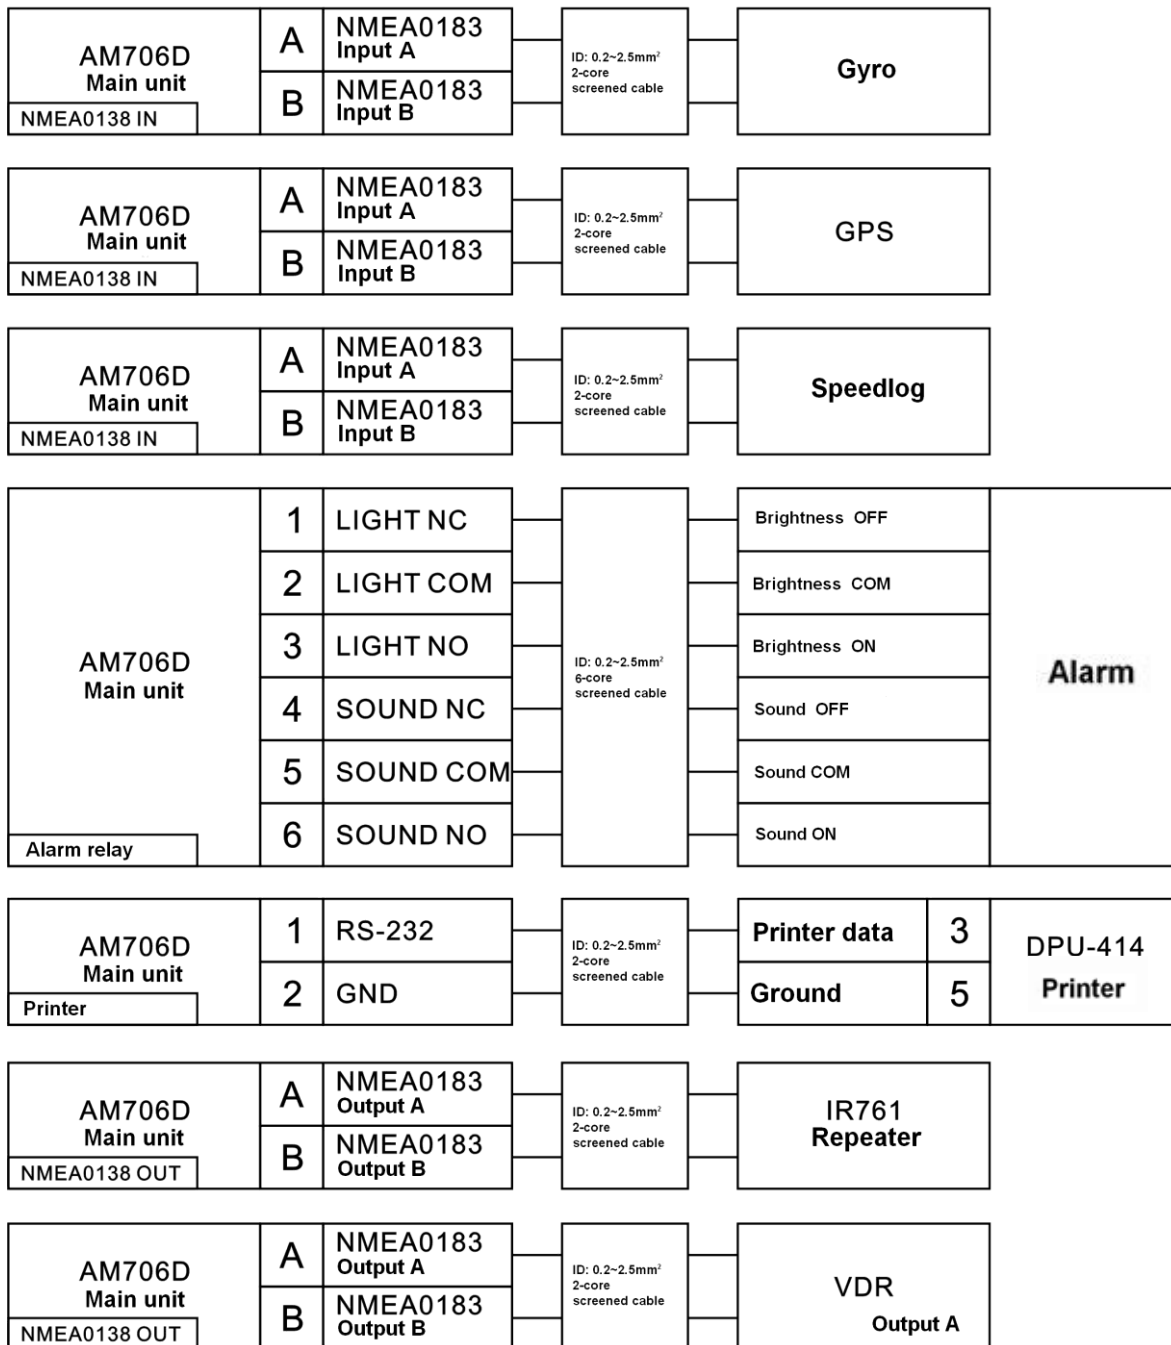 AM706D
Main unit
NMEA0138 IN
A
NMEA0183
Input A
B
NMEA0183
Input B
ID: 0.2~2.5mm²
2-core
screened cable
Gyro
AM706D
Main unit
NMEA0138 IN
A
NMEA0183
Input A
B
NMEA0183
Input B
ID: 0.2~2.5mm²
2-core
screened cable
GPS
AM706D
Main unit
NMEA0138 IN
A
NMEA0183
Input A
B
NMEA0183
Input B
ID: 0.2~2.5mm²
2-core
screened cable
Speedlog
AM706D
Main unit
Alarm relay
1 LIGHT NC
2 LIGHT COM
3 LIGHT NO
4 SOUND NC
5 SOUND COM
6 SOUND NO
ID: 0.2~2.5mm²
6-core
screened cable
Brightness OFF
Brightness COM
Brightness ON
Sound OFF
Sound COM
Sound ON
Alarm
AM706D
Main unit
Printer
1 RS-232
2 GND
ID: 0.2~2.5mm²
2-core
screened cable
Printer data 3
Ground 5
DPU-414
Printer
AM706D
Main unit
NMEA0138 OUT
A
NMEA0183
Output A
B
NMEA0183
Output B
ID: 0.2~2.5mm²
2-core
screened cable
IR761
Repeater
AM706D
Main unit
NMEA0138 OUT
A
NMEA0183
Output A
B
NMEA0183
Output B
ID: 0.2~2.5mm²
2-core
screened cable
VDR
Output A